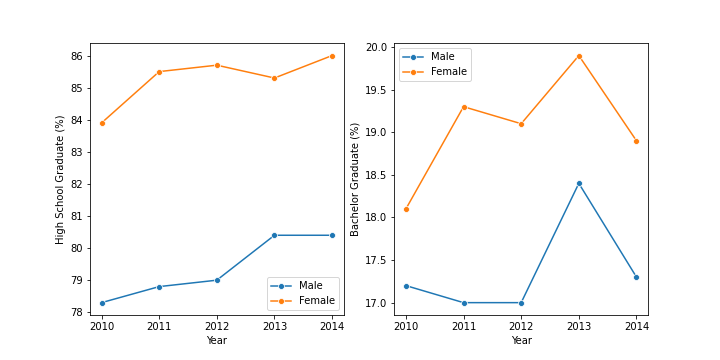 High School Graduate (%)
86
85
84
83
82
81
80
79
78
2010 2011 2012 2013 2014
Year
Male
Female
Bachelor Graduate (%)
20.0
19.5
19.0
18.5
18.0
17.5
17.0
2010 2011 2012 2013 2014
Year
Male
Female